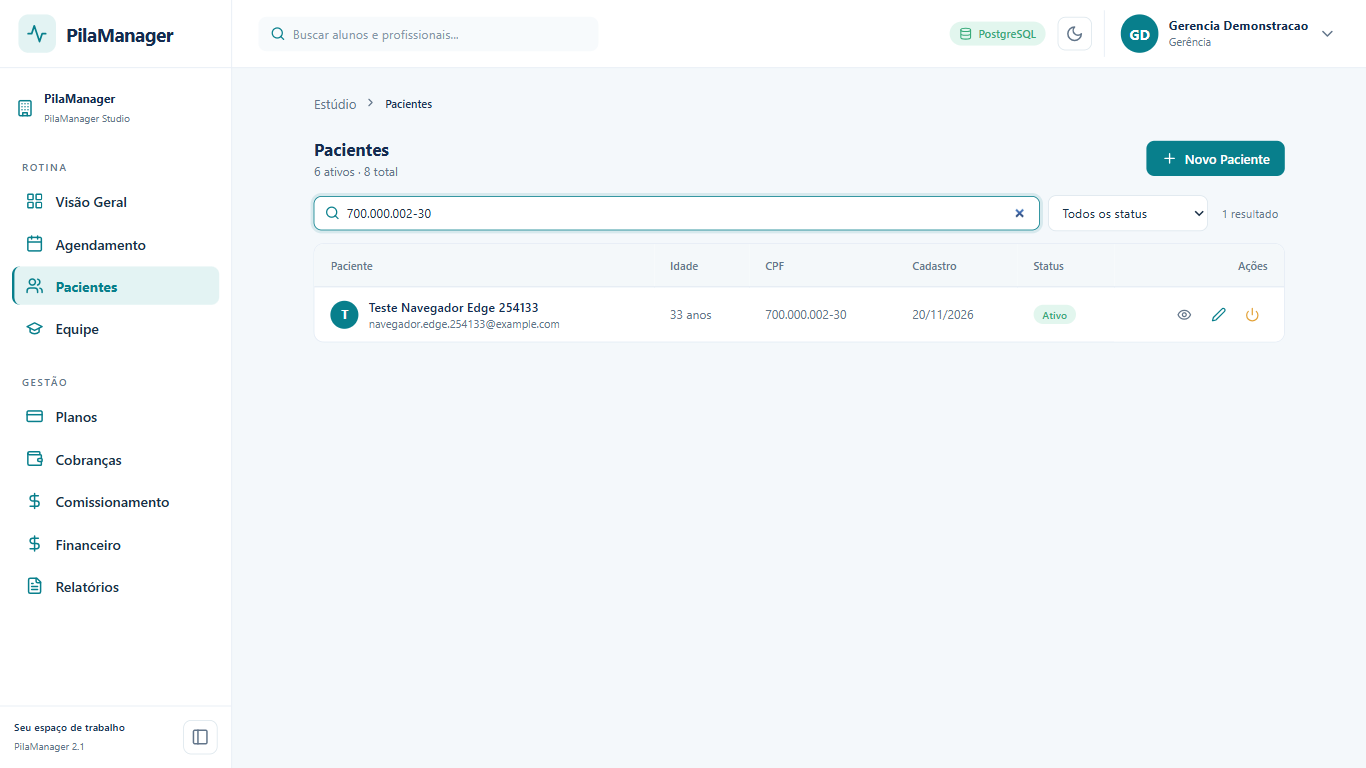 PilaManager
Buscar alunos e profissionais...
PostgreSQL
GD
Gerencia Demonstracao
Gerência
PilaManager
PilaManager Studio
ROTINA
Visão Geral
Agendamento
Pacientes
Equipe
GESTÃO
Planos
Cobranças
Comissionamento
Financeiro
Relatórios
Seu espaço de trabalho
PilaManager 2.1
Estúdio > Pacientes
Pacientes
6 ativos · 8 total
+ Novo Paciente
700.000.002-30
Todos os status
1 resultado
Paciente Idade CPF Cadastro Status Ações
T
Teste Navegador Edge 254133
navegador.edge.254133@example.com
33 anos 700.000.002-30 20/11/2026 Ativo